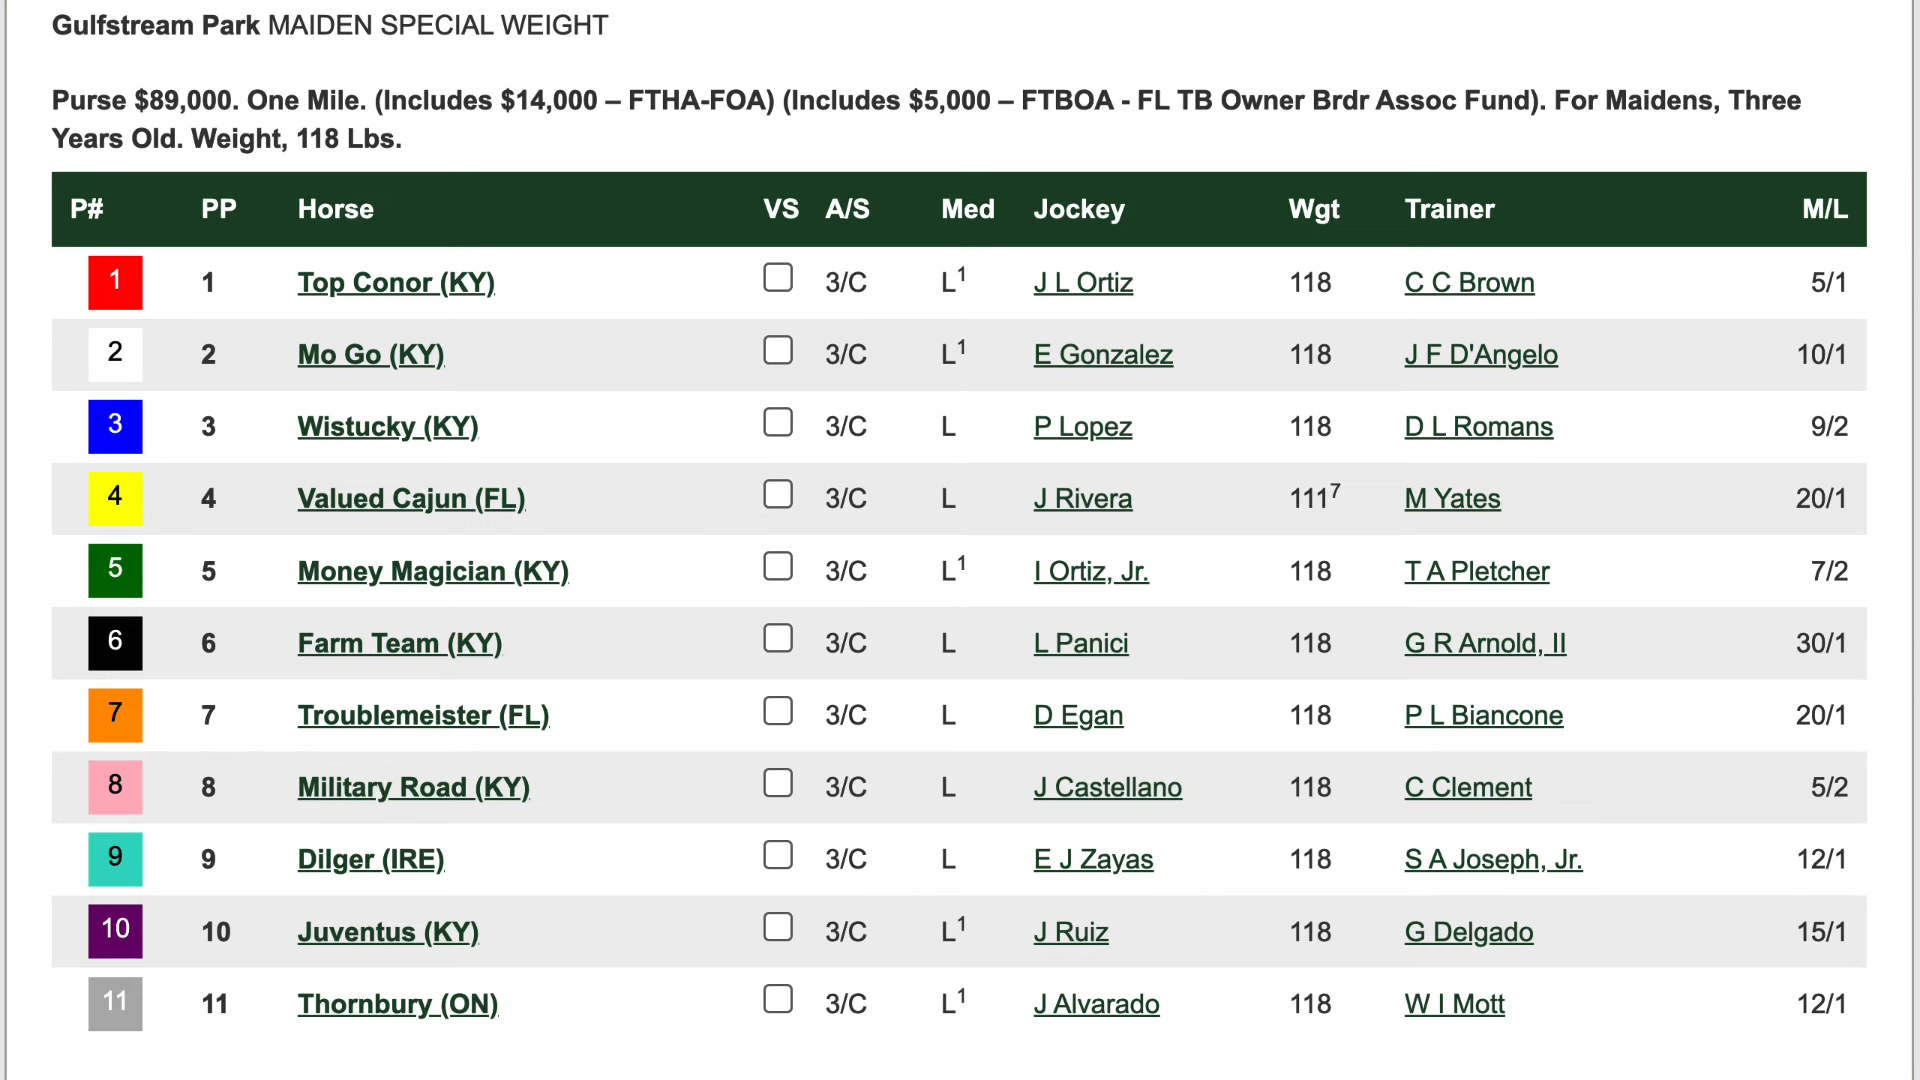 Gulfstream Park MAIDEN SPECIAL WEIGHT
Purse $89,000. One Mile. (Includes $14,000 – FTHA-FOA) (Includes $5,000 – FTBOA - FL TB Owner Brdr Assoc Fund). For Maidens, Three
Years Old. Weight, 118 Lbs.
P# PP Horse VS A/S Med Jockey Wgt Trainer M/L
1 1 Top Conor (KY) 3/C L¹ J L Ortiz 118 C C Brown 5/1
2 2 Mo Go (KY) 3/C L¹ E Gonzalez 118 J F D'Angelo 10/1
3 3 Wistucky (KY) 3/C L P Lopez 118 D L Romans 9/2
4 4 Valued Cajun (FL) 3/C L J Rivera 111⁷ M Yates 20/1
5 5 Money Magician (KY) 3/C L¹ I Ortiz, Jr. 118 T A Pletcher 7/2
6 6 Farm Team (KY) 3/C L L Panici 118 G R Arnold, II 30/1
7 7 Troublemeister (FL) 3/C L D Egan 118 P L Biancone 20/1
8 8 Military Road (KY) 3/C L J Castellano 118 C Clement 5/2
9 9 Dilger (IRE) 3/C L E J Zayas 118 S A Joseph, Jr. 12/1
10 10 Juventus (KY) 3/C L¹ J Ruiz 118 G Delgado 15/1
11 11 Thornbury (ON) 3/C L¹ J Alvarado 118 W I Mott 12/1